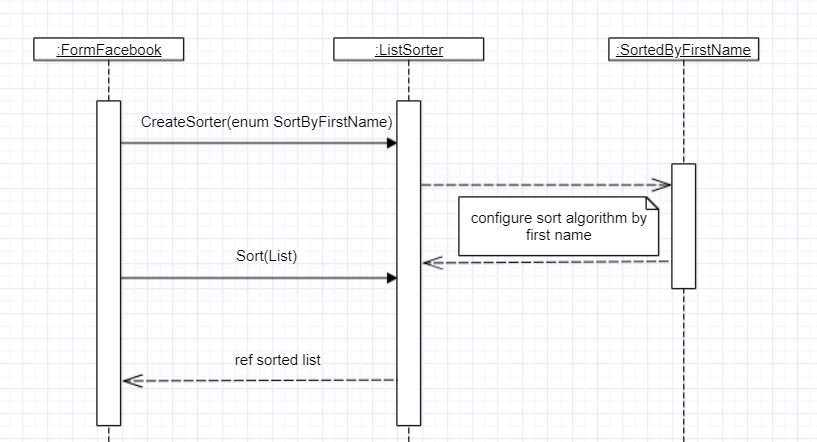 :FormFacebook
:ListSorter
:SortedByFirstName
CreateSorter(enum SortByFirstName)
configure sort algorithm by
first name
Sort(List)
ref sorted list